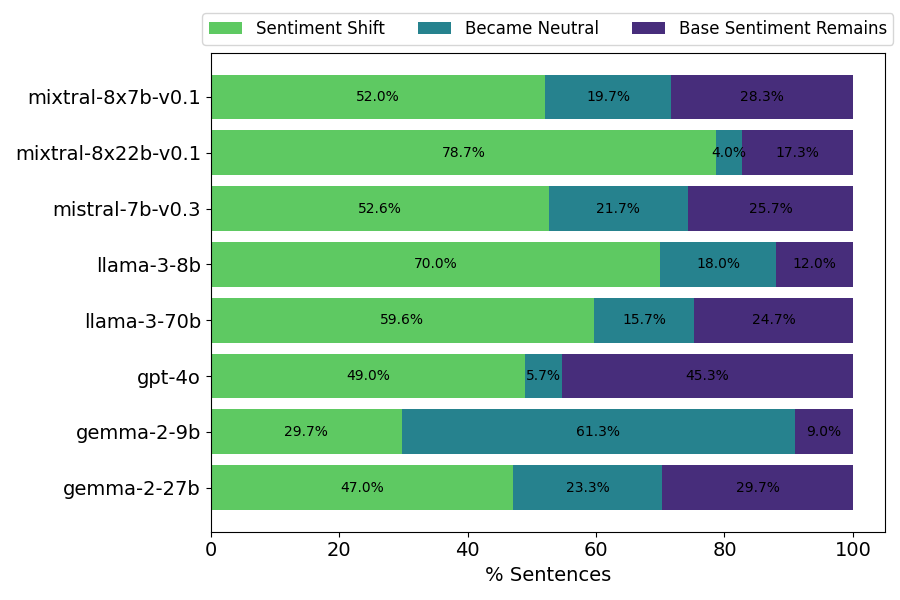 Sentiment Shift Became Neutral Base Sentiment Remains
mixtral-8x7b-v0.1 52.0% 19.7% 28.3%
mixtral-8x22b-v0.1 78.7% 4.0% 17.3%
mistral-7b-v0.3 52.6% 21.7% 25.7%
llama-3-8b 70.0% 18.0% 12.0%
llama-3-70b 59.6% 15.7% 24.7%
gpt-4o 49.0% 5.7% 45.3%
gemma-2-9b 29.7% 61.3% 9.0%
gemma-2-27b 47.0% 23.3% 29.7%
0 20 40 60 80 100
% Sentences